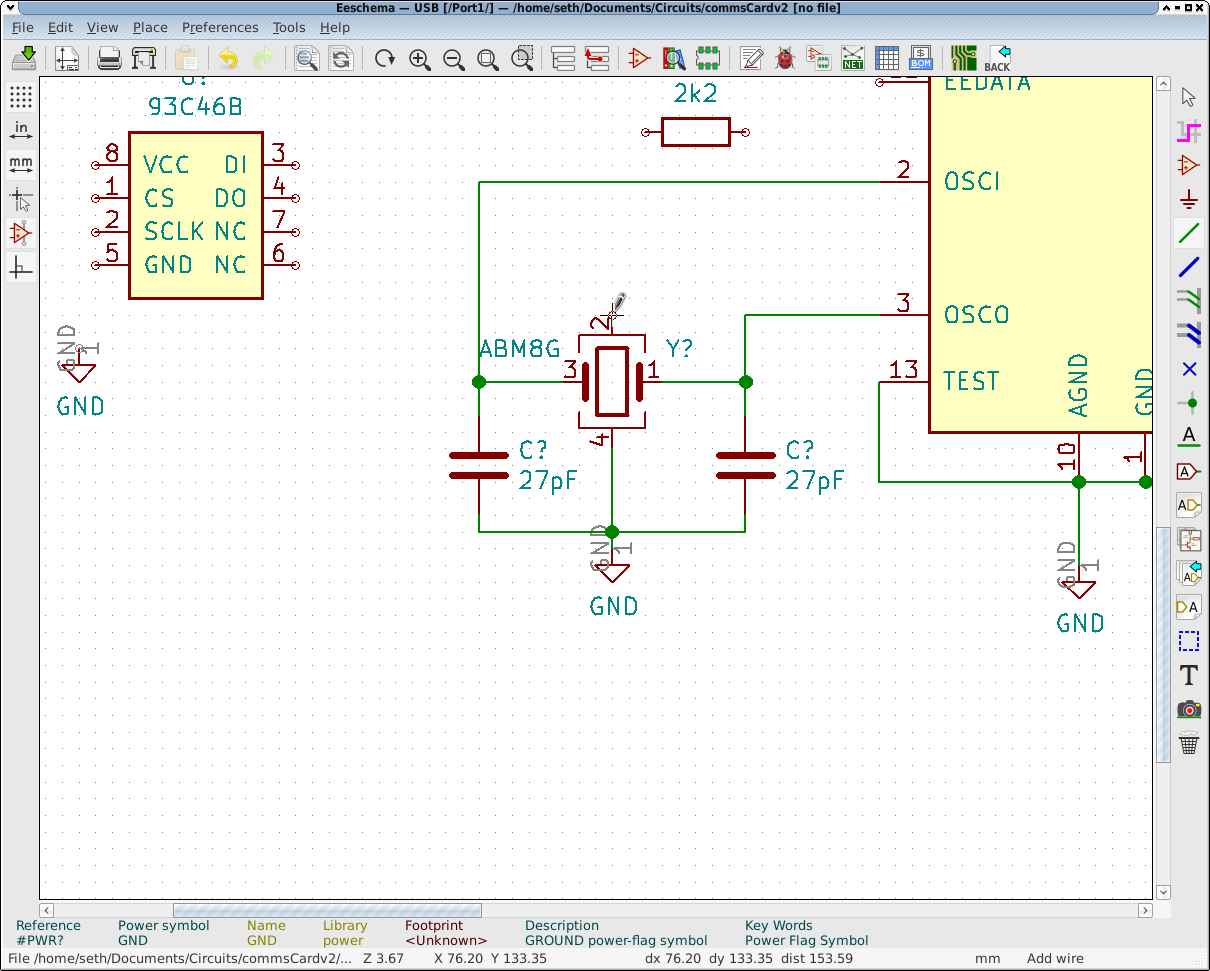 Eeschema — USB [/Port1/] — /home/seth/Documents/Circuits/commsCardv2 [no file]
File Edit View Place Preferences Tools Help
NET BOM BACK
in
mm
U?
93C46B
8 VCC DI 3
1 CS DO 4
2 SCLK NC 7
5 GND NC 6
GND 1
GND
2k2
EEDATA
2 OSCI
3 OSCO
13 TEST
AGND
GND
10
1
2
ABM8G Y?
3 1
4
C?
27pF
C?
27pF
GND 1
GND
GND 1
GND
A
A
AD
AD
DA
T
Reference Power symbol Name Library Footprint Description Key Words
#PWR? GND GND power <Unknown> GROUND power-flag symbol Power Flag Symbol
File /home/seth/Documents/Circuits/commsCardv2/... Z 3.67 X 76.20 Y 133.35 dx 76.20 dy 133.35 dist 153.59 mm Add wire